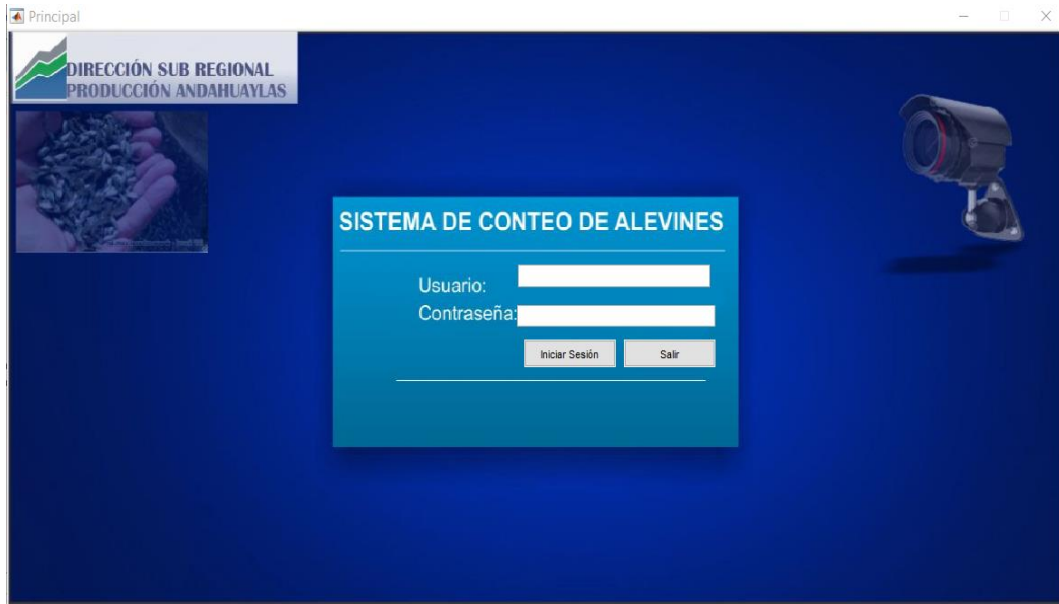 Principal
DIRECCIÓN SUB REGIONAL
PRODUCCIÓN ANDAHUAYLAS
SISTEMA DE CONTEO DE ALEVINES
Usuario:
Contraseña:
Iniciar Sesión
Salir